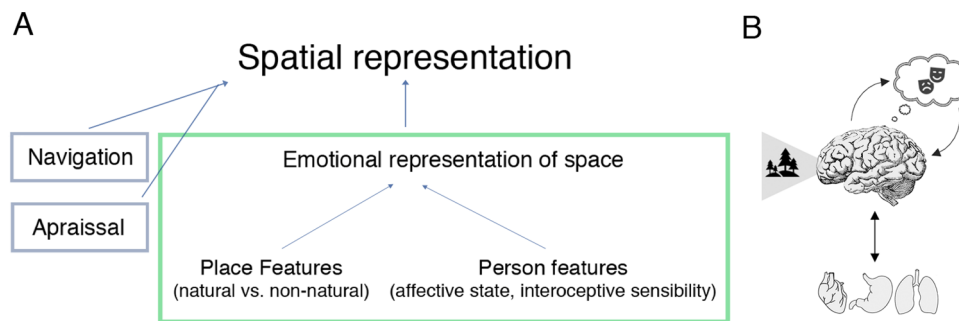 A
B
Spatial representation
Navigation
Emotional representation of space
Apraissal
Place Features
(natural vs. non-natural)
Person features
(affective state, interoceptive sensibility)